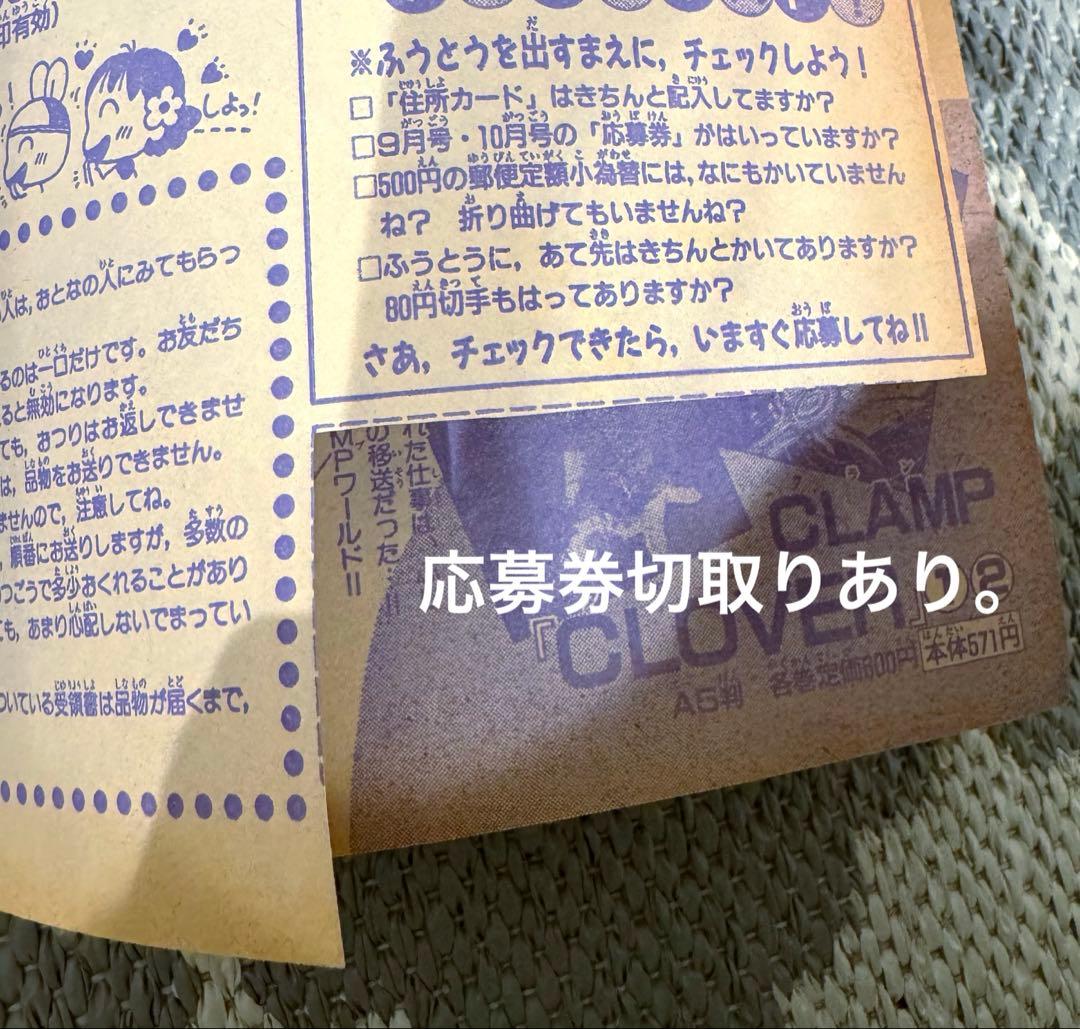 印有効)
しよっ!
※ふうとうを出すまえに，チェックしよう!
□「住所カード」はきちんと記入してますか?
□9月号・10月号の「応募券」がはいっていますか?
□500円の郵便定額小為替には,なにもかいていません
ね? 折り曲げてもいませんね?
□ふうとうに，あて先はきちんとかいてありますか?
80円切手もはってありますか?
さあ，チェックできたら，いますぐ応募してね!!
人は,おとなの人にみてもらっ
るのは一口だけです。お友だち
ると無効になります。
ても，おつりはお返しできませ
は，品物をお送りできません。
ませんので，注意してね。
，順番にお送りしますが，多数の
つごうで多少おくれることがあり
ても，あまり心配しないでまってい
ついている受領書は品物が届くまで,
れた仕事は、
の移送だった…!!
MPワールド!!
CLAMP
『CLOVER』①②
A5判 各巻定価600円 本体571円
応募券切取りあり。